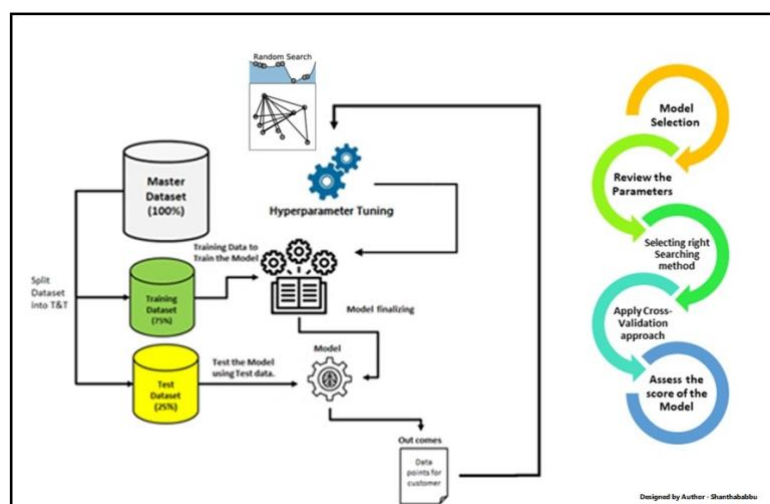 Random Search
Master
Dataset
(100%)
Hyperparameter Tuning
Training Data to
Train the Model
Split
Dataset
into T&T
Training
Dataset
(75%)
Model finalizing
Test the Model
using Test data.
Model
Test
Dataset
(25%)
Out comes
Data
points for
customer
Model
Selection
Review the
Parameters
Selecting right
Searching
method
Apply Cross-
Validation
approach
Assess the
score of the
Model
Designed by Author - Shanthababbu